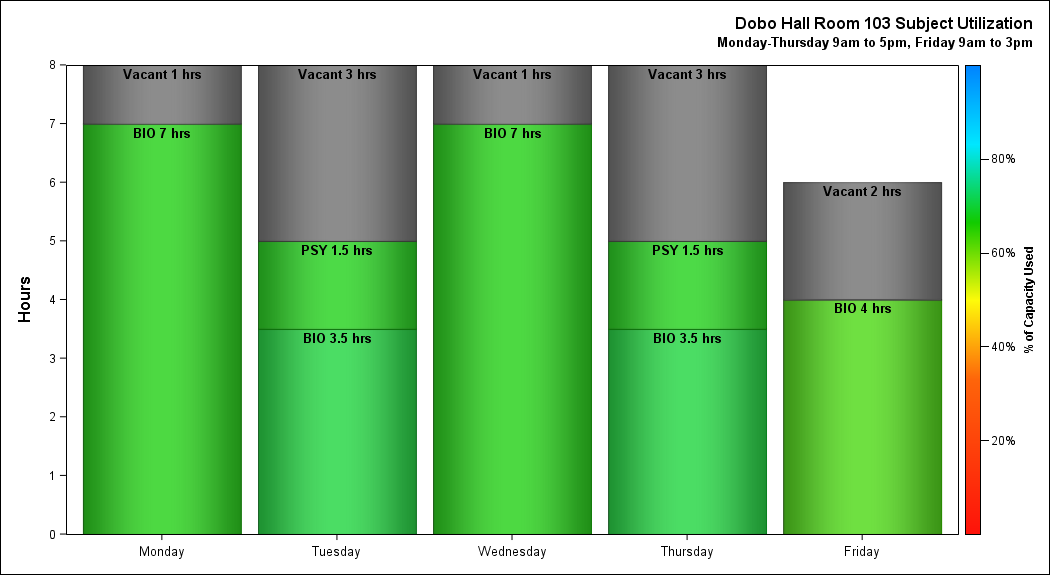 Dobo Hall Room 103 Subject Utilization
Monday-Thursday 9am to 5pm, Friday 9am to 3pm
8
7
6
5
4
3
2
1
0
Hours
Vacant 1 hrs
BIO 7 hrs
Vacant 3 hrs
PSY 1.5 hrs
BIO 3.5 hrs
Vacant 1 hrs
BIO 7 hrs
Vacant 3 hrs
PSY 1.5 hrs
BIO 3.5 hrs
Vacant 2 hrs
BIO 4 hrs
Monday
Tuesday
Wednesday
Thursday
Friday
80%
60%
40%
20%
% of Capacity Used